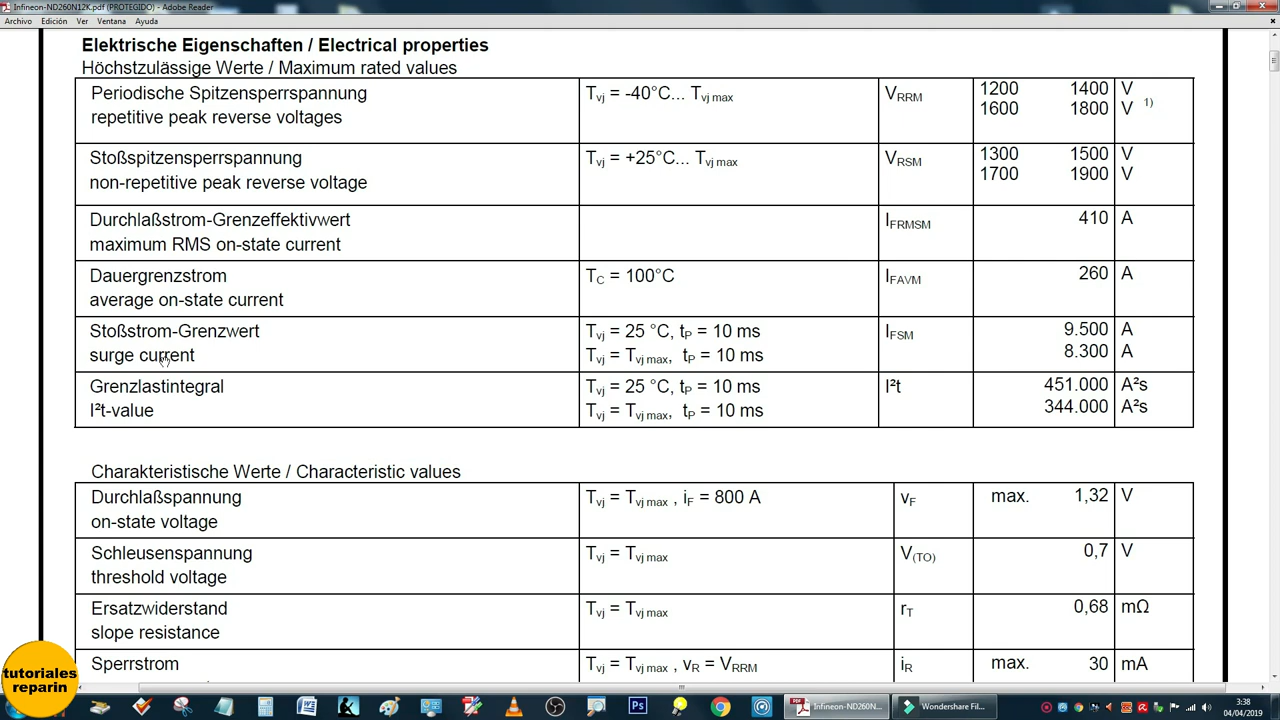 Infineon-ND260N12K.pdf (PROTEGIDO) - Adobe Reader
Archivo Edición Ver Ventana Ayuda
Elektrische Eigenschaften / Electrical properties
Höchstzulässige Werte / Maximum rated values
Periodische Spitzensperrspannung Tvj = -40°C... Tvj max VRRM 1200 1400 V
repetitive peak reverse voltages 1600 1800 V 1)
Stoßspitzensperrspannung Tvj = +25°C... Tvj max VRSM 1300 1500 V
non-repetitive peak reverse voltage 1700 1900 V
Durchlaßstrom-Grenzeffektivwert IFRMSM 410 A
maximum RMS on-state current
Dauergrenzstrom TC = 100°C IFAVM 260 A
average on-state current
Stoßstrom-Grenzwert Tvj = 25 °C, tP = 10 ms IFSM 9.500 A
surge current Tvj = Tvj max, tP = 10 ms 8.300 A
Grenzlastintegral Tvj = 25 °C, tP = 10 ms I²t 451.000 A²s
I²t-value Tvj = Tvj max, tP = 10 ms 344.000 A²s
Charakteristische Werte / Characteristic values
Durchlaßspannung Tvj = Tvj max , iF = 800 A vF max. 1,32 V
on-state voltage
Schleusenspannung Tvj = Tvj max V(TO) 0,7 V
threshold voltage
Ersatzwiderstand Tvj = Tvj max rT 0,68 mΩ
slope resistance
Sperrstrom Tvj = Tvj max , vR = VRRM iR max. 30 mA
tutoriales
reparin
Infineon-ND260N...
Wondershare Fil...
ES
3:38
04/04/2019